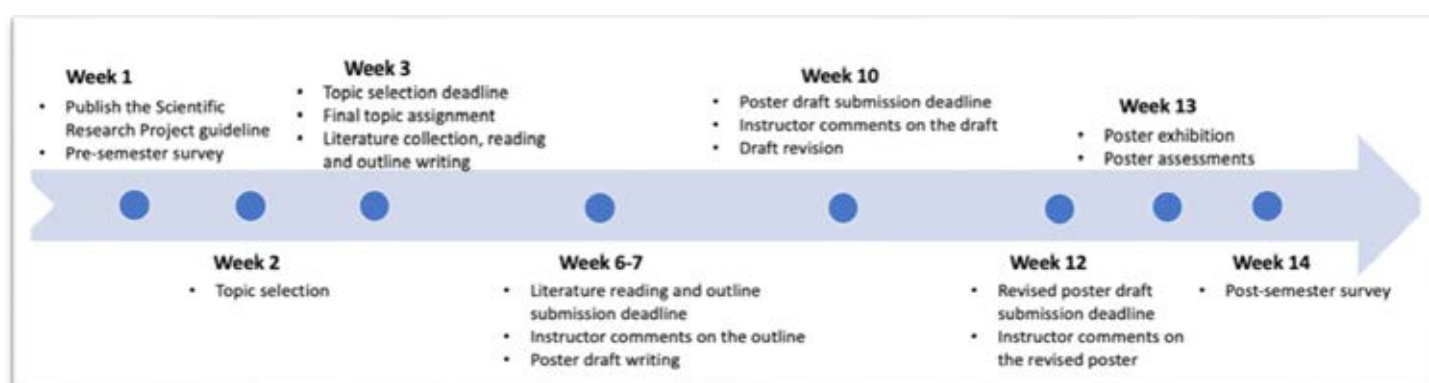 Week 1
• Publish the Scientific
Research Project guideline
• Pre-semester survey
Week 2
• Topic selection
Week 3
• Topic selection deadline
• Final topic assignment
• Literature collection, reading
and outline writing
Week 6-7
• Literature reading and outline
submission deadline
• Instructor comments on the outline
• Poster draft writing
Week 10
• Poster draft submission deadline
• Instructor comments on the draft
• Draft revision
Week 12
• Revised poster draft
submission deadline
• Instructor comments on
the revised poster
Week 13
• Poster exhibition
• Poster assessments
Week 14
• Post-semester survey